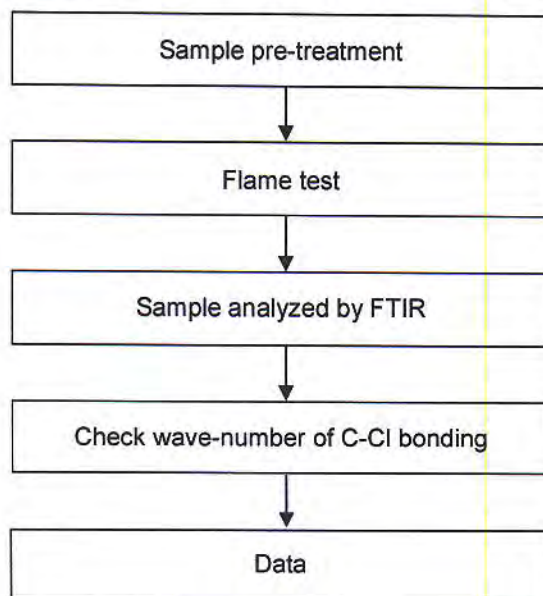 Sample pre-treatment
Flame test
Sample analyzed by FTIR
Check wave-number of C-Cl bonding
Data